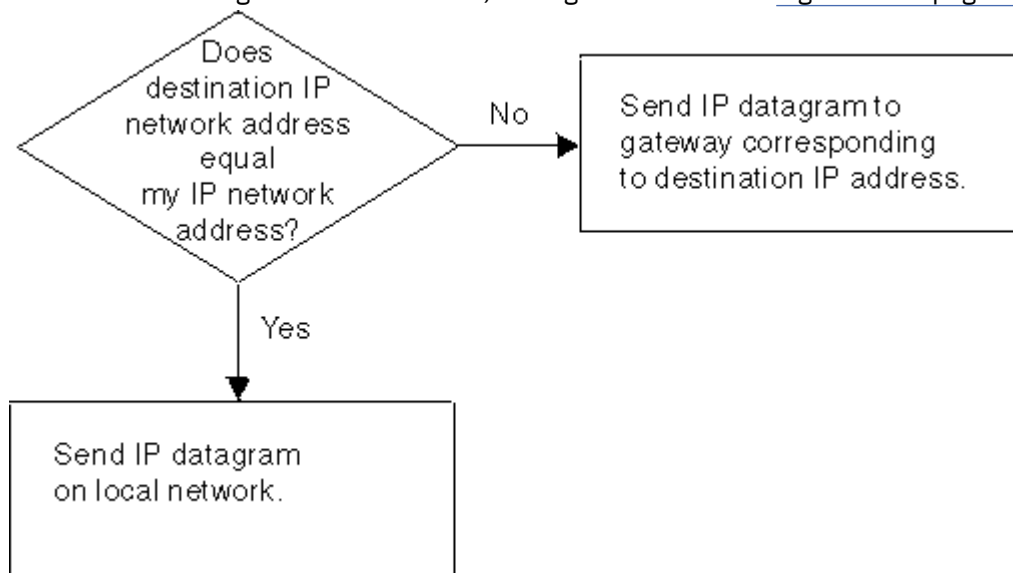 Does
destination IP
network address
equal
my IP network
address?
No
Send IP datagram to
gateway corresponding
to destination IP address.
Yes
Send IP datagram
on local network.